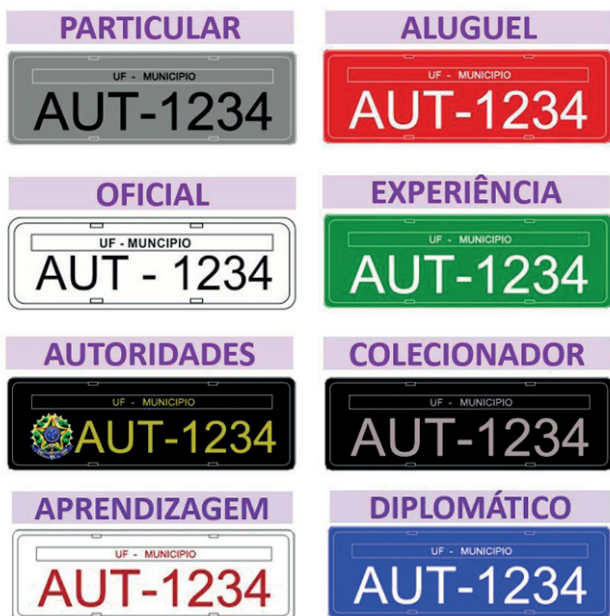 PARTICULAR
UF - MUNICIPIO
AUT-1234
ALUGUEL
UF - MUNICIPIO
AUT-1234
OFICIAL
UF - MUNCIPIO
AUT - 1234
EXPERIÊNCIA
UF - MUNICIPIO
AUT-1234
AUTORIDADES
UF - MUNICIPIO
AUT-1234
COLECIONADOR
UF - MUNICIPIO
AUT-1234
APRENDIZAGEM
UF - MUNICIPIO
AUT-1234
DIPLOMÁTICO
UF - MUNICIPIO
AUT-1234